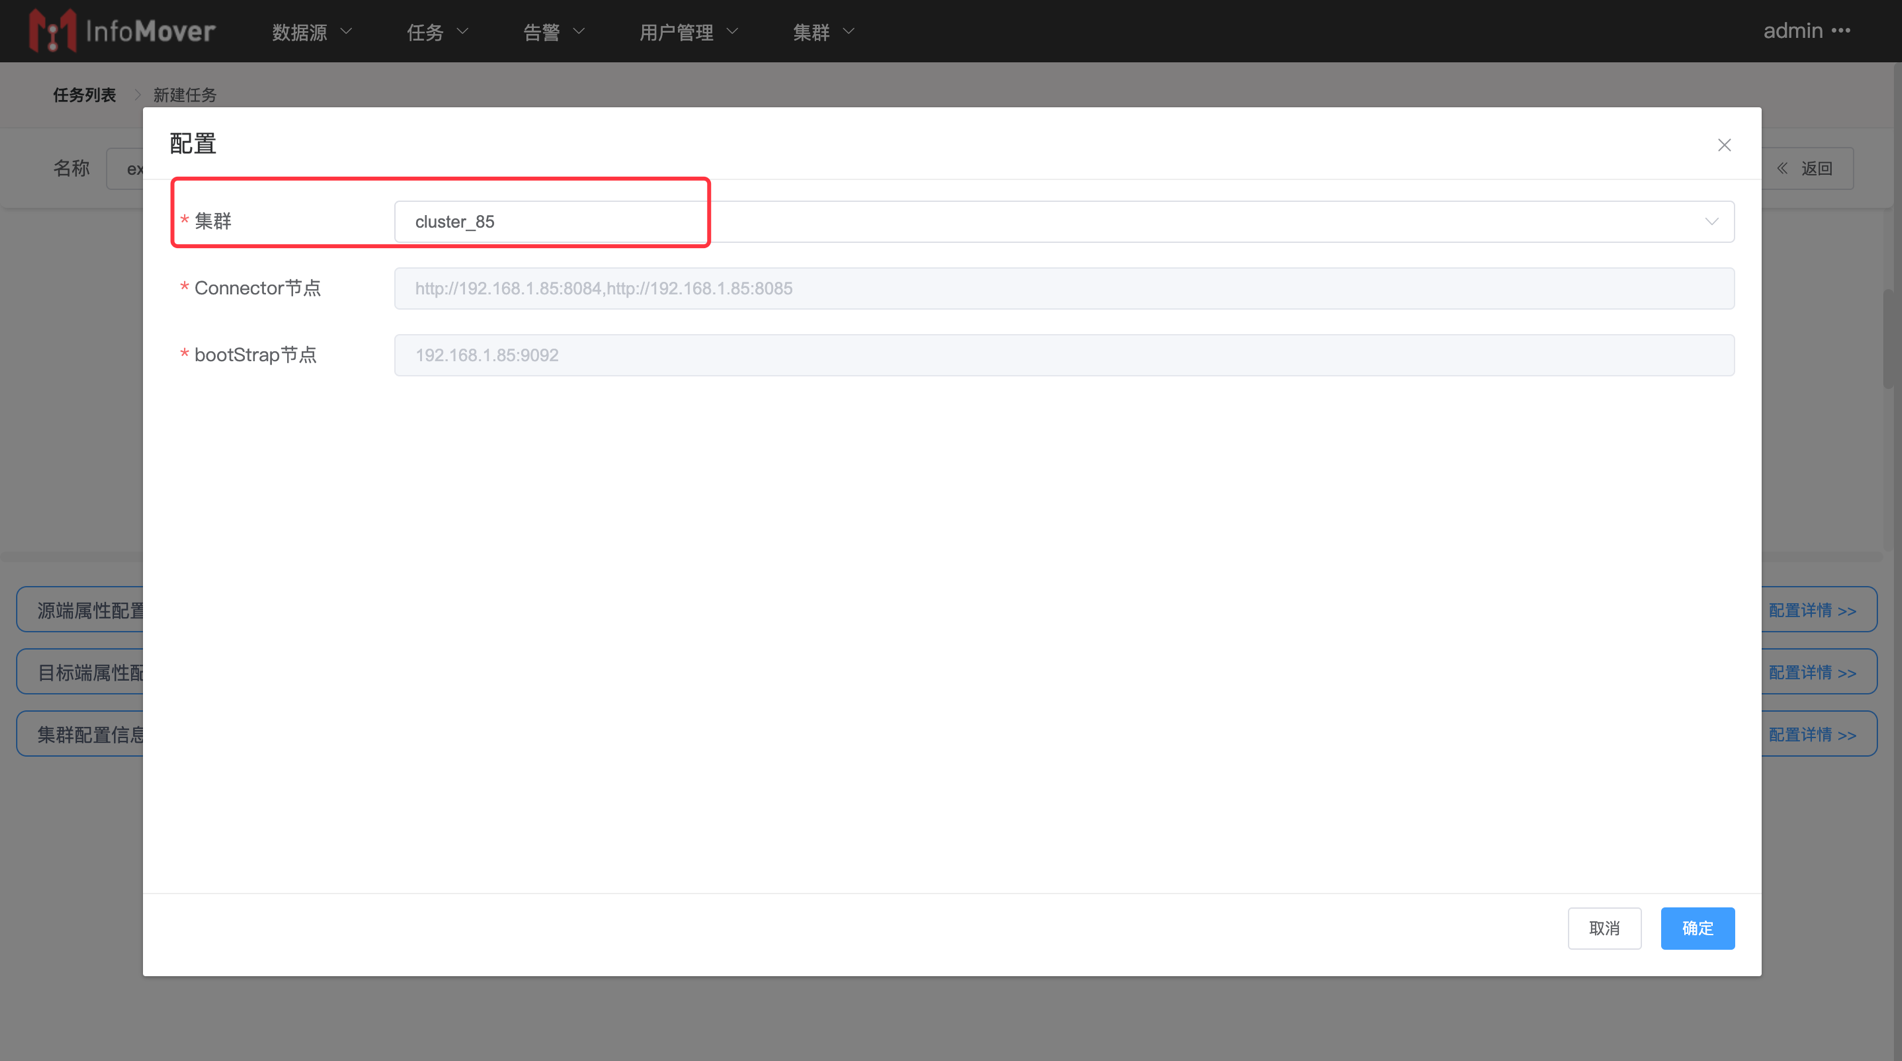 InfoMover 数据源 任务 告警 用户管理 集群 admin ···
任务列表 新建任务
配置
名称 ex
« 返回
* 集群 cluster_85
* Connector节点 http://192.168.1.85:8084,http://192.168.1.85:8085
* bootStrap节点 192.168.1.85:9092
源端属性配置 配置详情 >>
目标端属性配 配置详情 >>
集群配置信息 配置详情 >>
取消 确定